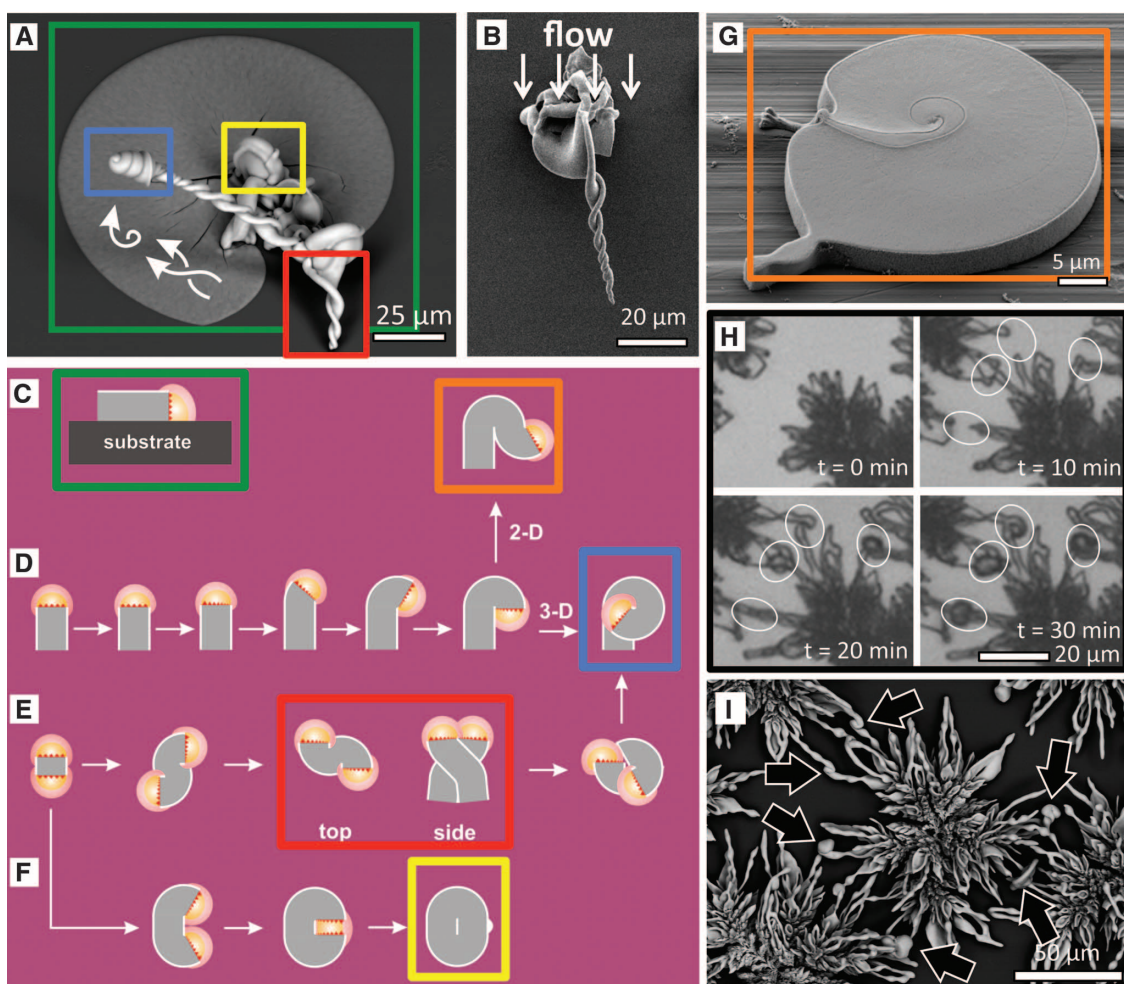 A
25 μm
B
flow
20 μm
G
5 μm
C
substrate
2-D
D
3-D
E
top
side
F
H
t = 0 min
t = 10 min
t = 20 min
t = 30 min
20 μm
I
50 μm